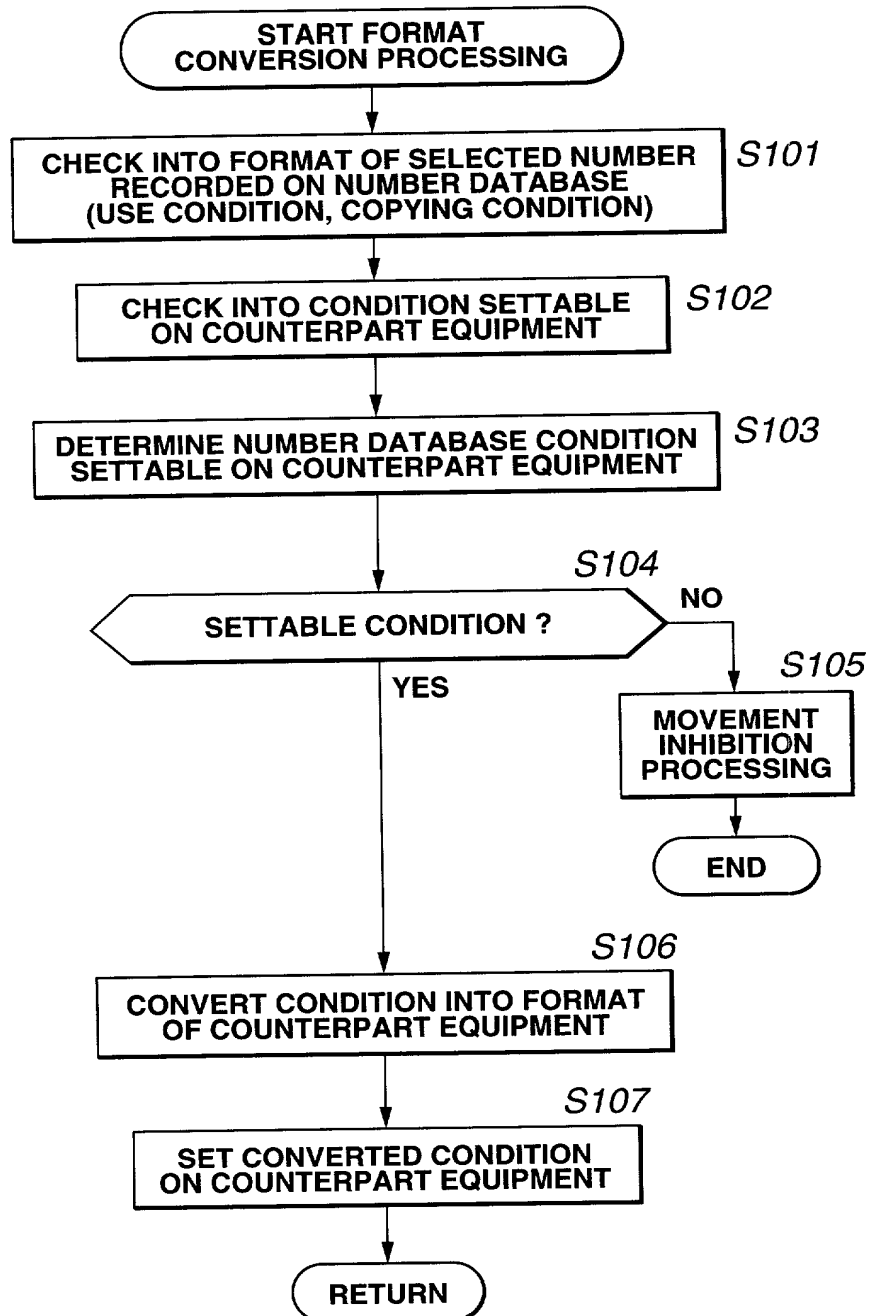 START FORMAT
CONVERSION PROCESSING
CHECK INTO FORMAT OF SELECTED NUMBER
RECORDED ON NUMBER DATABASE
(USE CONDITION, COPYING CONDITION)
S101
CHECK INTO CONDITION SETTABLE
ON COUNTERPART EQUIPMENT
S102
DETERMINE NUMBER DATABASE CONDITION
SETTABLE ON COUNTERPART EQUIPMENT
S103
S104
SETTABLE CONDITION ?
NO
YES
S105
MOVEMENT
INHIBITION
PROCESSING
END
S106
CONVERT CONDITION INTO FORMAT
OF COUNTERPART EQUIPMENT
S107
SET CONVERTED CONDITION
ON COUNTERPART EQUIPMENT
RETURN